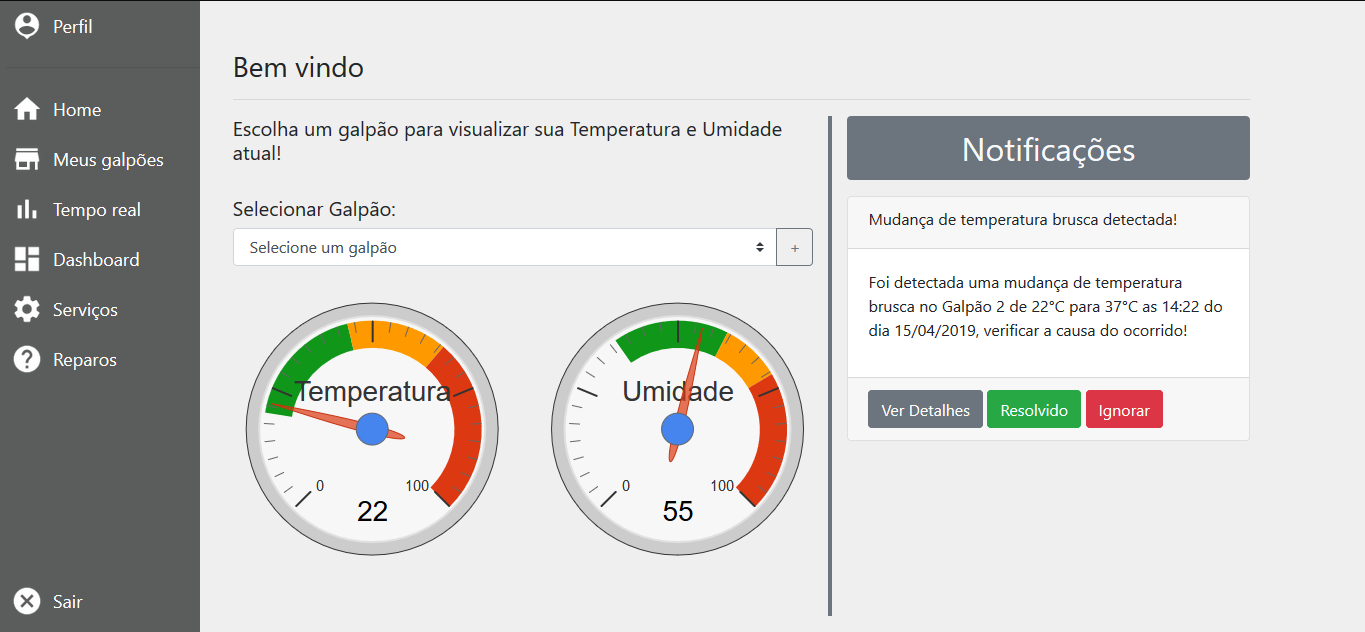 Perfil
Home
Meus galpões
Tempo real
Dashboard
Serviços
Reparos
Sair
Bem vindo
Escolha um galpão para visualizar sua Temperatura e Umidade
atual!
Selecionar Galpão:
Selecione um galpão
+
Temperatura
0
100
22
Umidade
0
100
55
Notificações
Mudança de temperatura brusca detectada!
Foi detectada uma mudança de temperatura
brusca no Galpão 2 de 22°C para 37°C as 14:22 do
dia 15/04/2019, verificar a causa do ocorrido!
Ver Detalhes
Resolvido
Ignorar